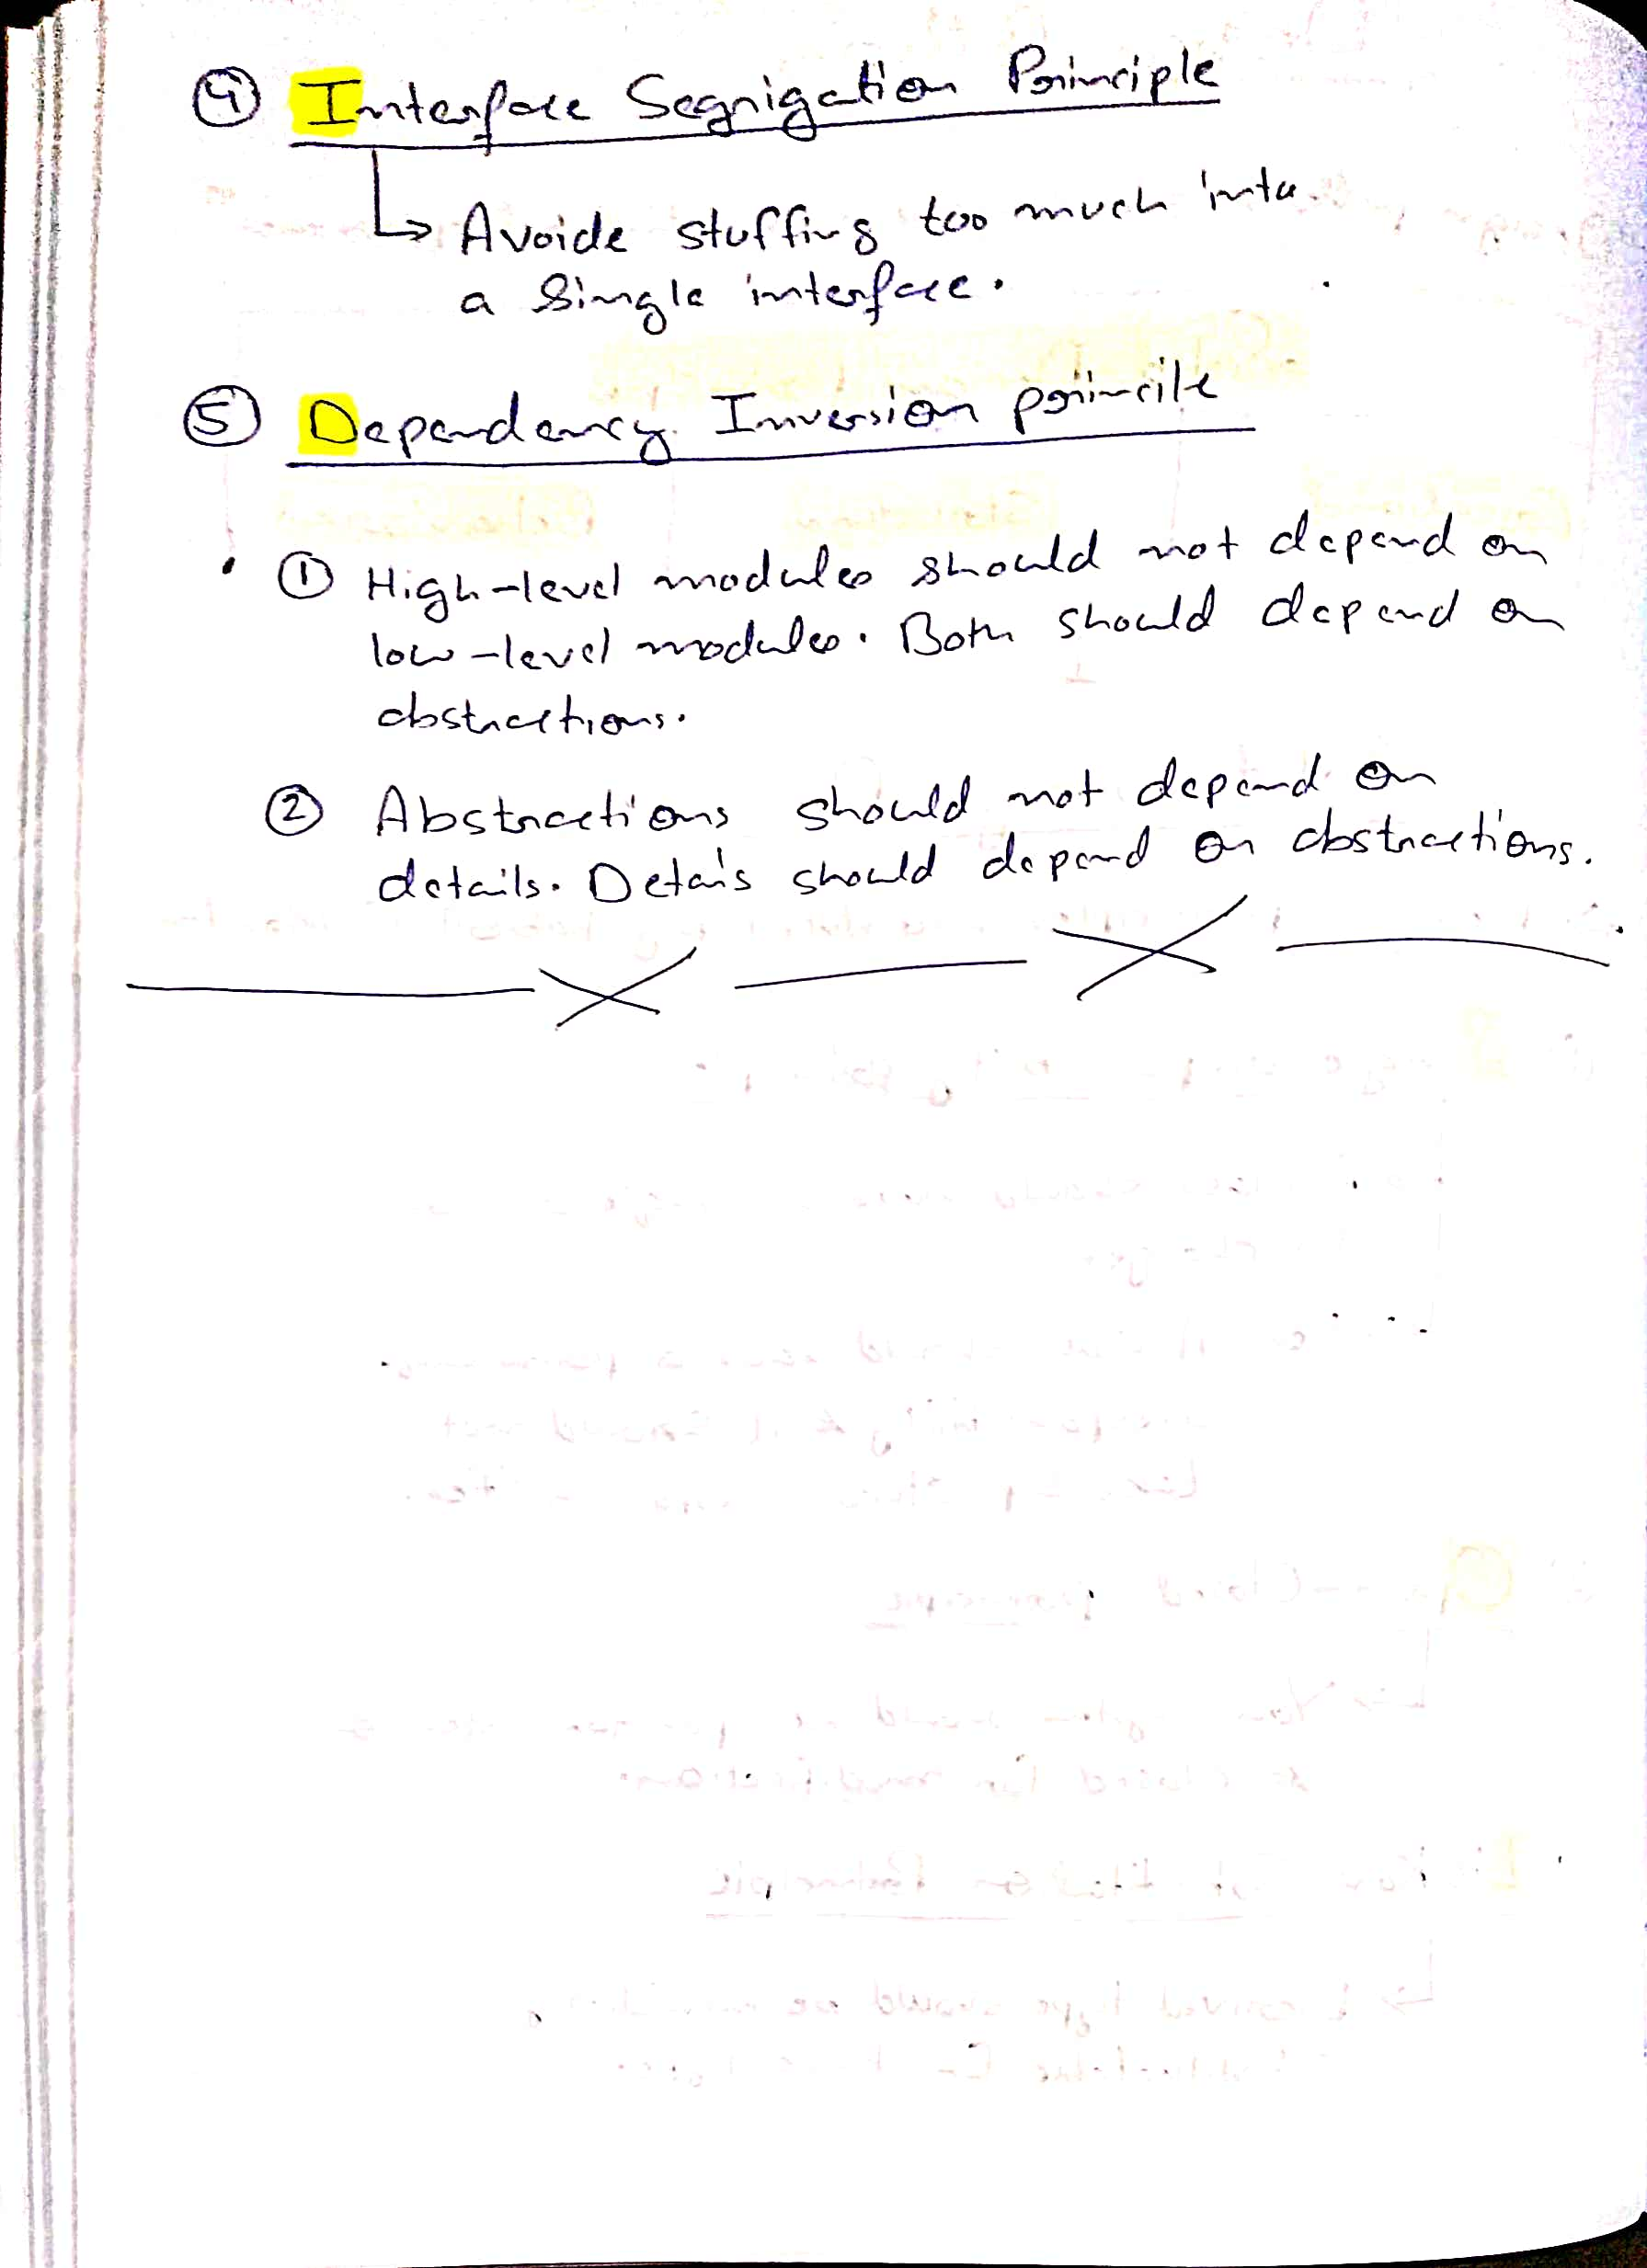 ④ Interface Segrigation Principle
↳ Avoide stuffing too much into
a single interface.
⑤ Dependency Inversion princile
① High-level modules should not depend on
low-level modules. Both should depend on
abstractions.
② Abstractions should not depend on
details. Detais should depend on abstractions.